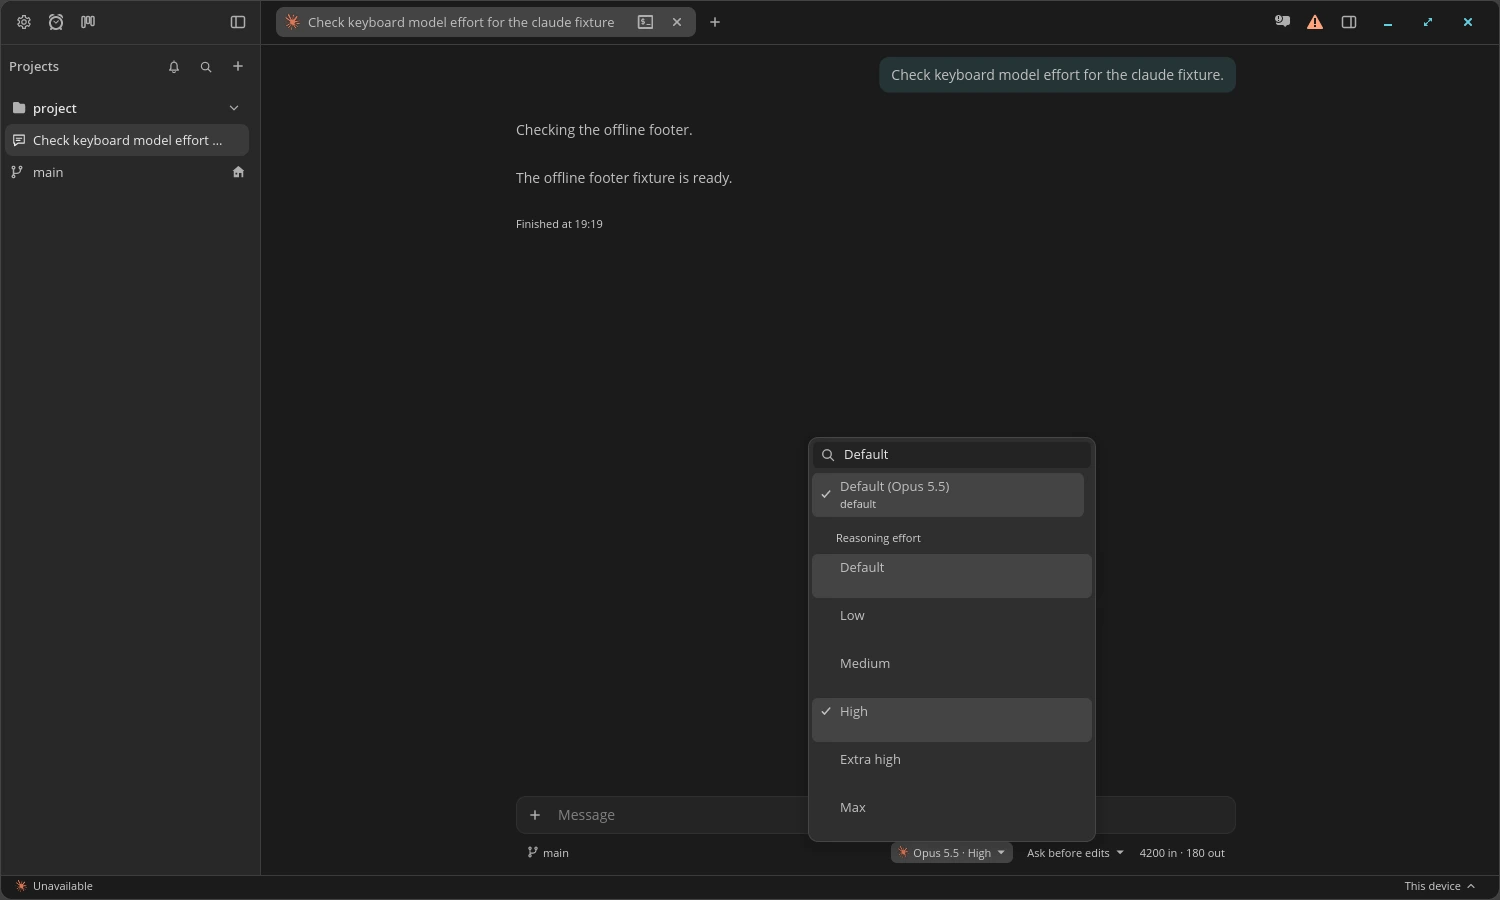 Check keyboard model effort for the claude fixture
Projects
project
Check keyboard model effort ...
main
Check keyboard model effort for the claude fixture.
Checking the offline footer.
The offline footer fixture is ready.
Finished at 19:19
Default
Default (Opus 5.5)
default
Reasoning effort
Default
Low
Medium
High
Extra high
Max
Message
main
Opus 5.5 · High
Ask before edits
4200 in · 180 out
Unavailable
This device